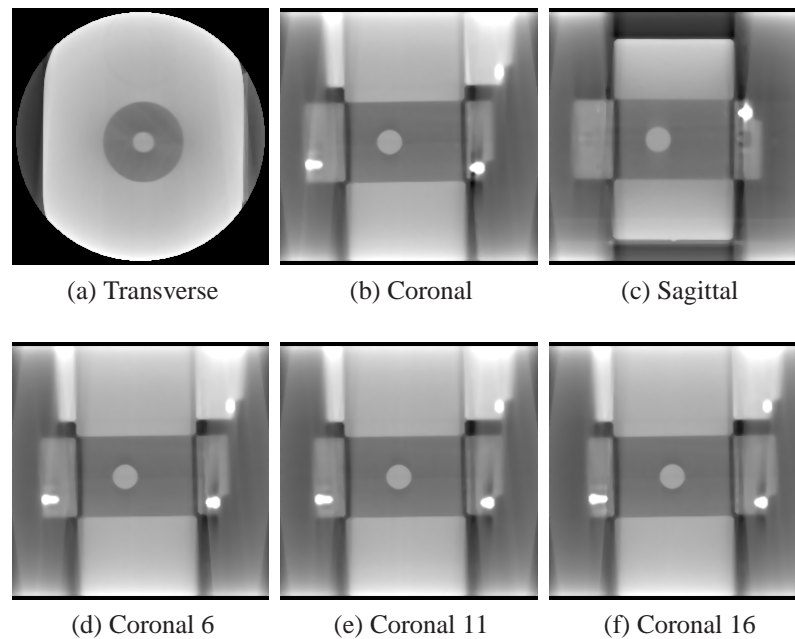 (a) Transverse
(b) Coronal
(c) Sagittal
(d) Coronal 6
(e) Coronal 11
(f) Coronal 16